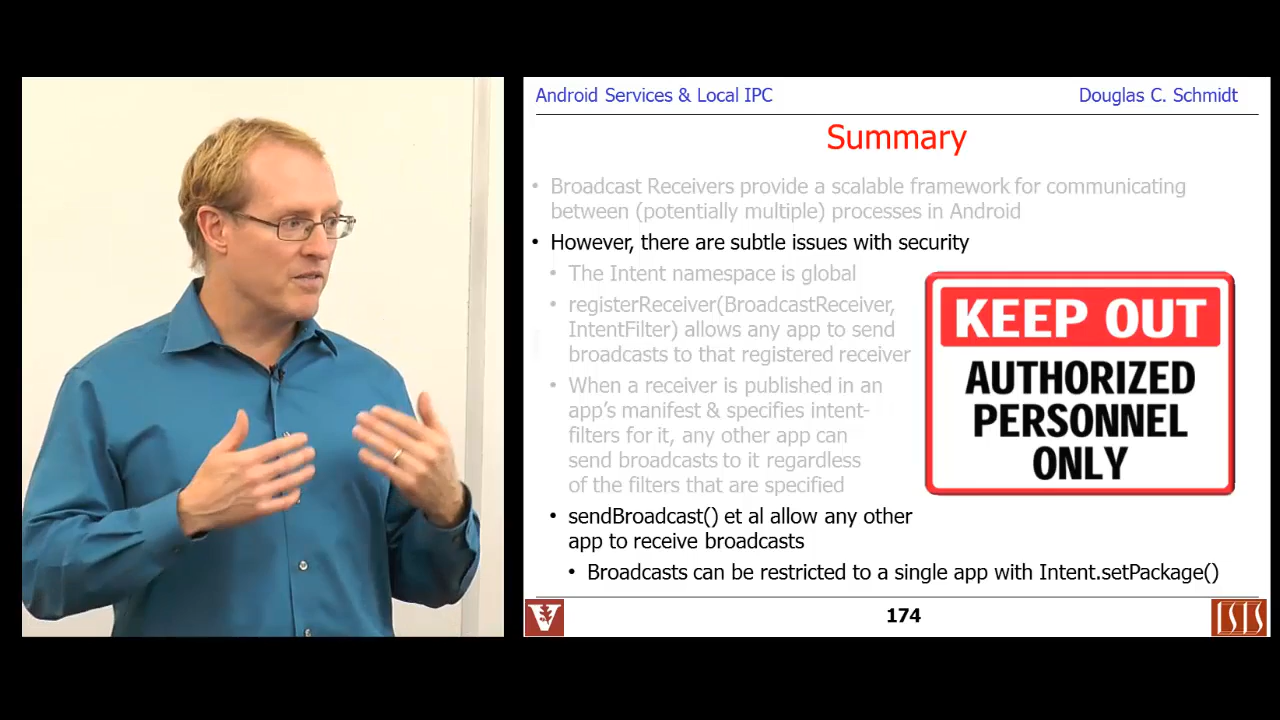 Android Services & Local IPC
Douglas C. Schmidt
Summary
• Broadcast Receivers provide a scalable framework for communicating
between (potentially multiple) processes in Android
• However, there are subtle issues with security
• The Intent namespace is global
• registerReceiver(BroadcastReceiver,
IntentFilter) allows any app to send
broadcasts to that registered receiver
• When a receiver is published in an
app's manifest & specifies intent-
filters for it, any other app can
send broadcasts to it regardless
of the filters that are specified
• sendBroadcast() et al allow any other
app to receive broadcasts
• Broadcasts can be restricted to a single app with Intent.setPackage()
KEEP OUT
AUTHORIZED
PERSONNEL
ONLY
V
174
ISIS